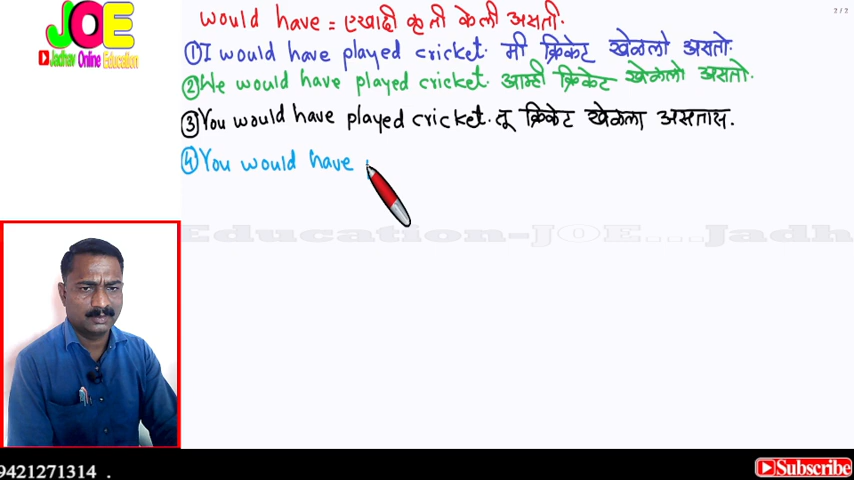 JOE
Jadhav Online Education
2/2
would have = एखादी कृती केली असती.
① I would have played cricket. मी क्रिकेट खेळलो असतो.
② We would have played cricket. आम्ही क्रिकेट खेळलो असतो.
③ You would have played cricket. तू क्रिकेट खेळला असतास.
④ You would have
Education-JOE...Jadh
9421271314 .
Subscribe